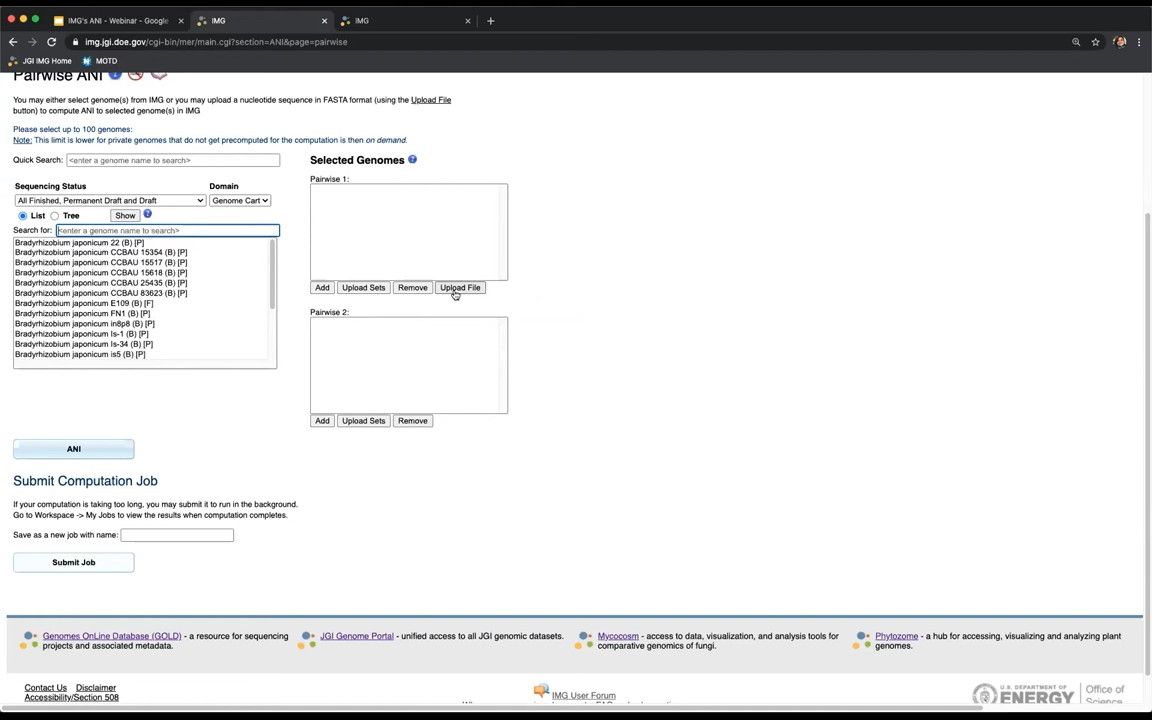 IMG's ANI - Webinar - Google
IMG
IMG
img.jgi.doe.gov/cgi-bin/mer/main.cgi?section=ANI&page=pairwise
JGI IMG Home
MOTD
Pairwise ANI
You may either select genome(s) from IMG or you may upload a nucleotide sequence in FASTA format (using the Upload File
button) to compute ANI to selected genome(s) in IMG
Please select up to 100 genomes:
Note: This limit is lower for private genomes that do not get precomputed for the computation is then on demand.
Quick Search: <enter a genome name to search>
Selected Genomes
Pairwise 1:
Sequencing Status Domain
All Finished, Permanent Draft and Draft Genome Cart
List Tree Show
Search for: <enter a genome name to search>
Bradyrhizobium japonicum 22 (B) [P]
Bradyrhizobium japonicum CCBAU 15354 (B) [P]
Bradyrhizobium japonicum CCBAU 15517 (B) [P]
Bradyrhizobium japonicum CCBAU 15618 (B) [P]
Bradyrhizobium japonicum CCBAU 25435 (B) [P]
Bradyrhizobium japonicum CCBAU 83623 (B) [P]
Bradyrhizobium japonicum E109 (B) [F]
Bradyrhizobium japonicum FN1 (B) [P]
Bradyrhizobium japonicum in8p8 (B) [P]
Bradyrhizobium japonicum Is-1 (B) [P]
Bradyrhizobium japonicum Is-34 (B) [P]
Bradyrhizobium japonicum is5 (B) [P]
Add Upload Sets Remove Upload File
Pairwise 2:
Add Upload Sets Remove
ANI
Submit Computation Job
If your computation is taking too long, you may submit it to run in the background.
Go to Workspace -> My Jobs to view the results when computation completes.
Save as a new job with name:
Submit Job
Genomes OnLine Database (GOLD) - a resource for sequencing
projects and associated metadata.
JGI Genome Portal - unified access to all JGI genomic datasets.
Mycocosm - access to data, visualization, and analysis tools for
comparative genomics of fungi.
Phytozome - a hub for accessing, visualizing and analyzing plant
genomes.
Contact Us Disclaimer
Accessibility/Section 508
IMG User Forum
U.S. DEPARTMENT OF
ENERGY
Office of
Science